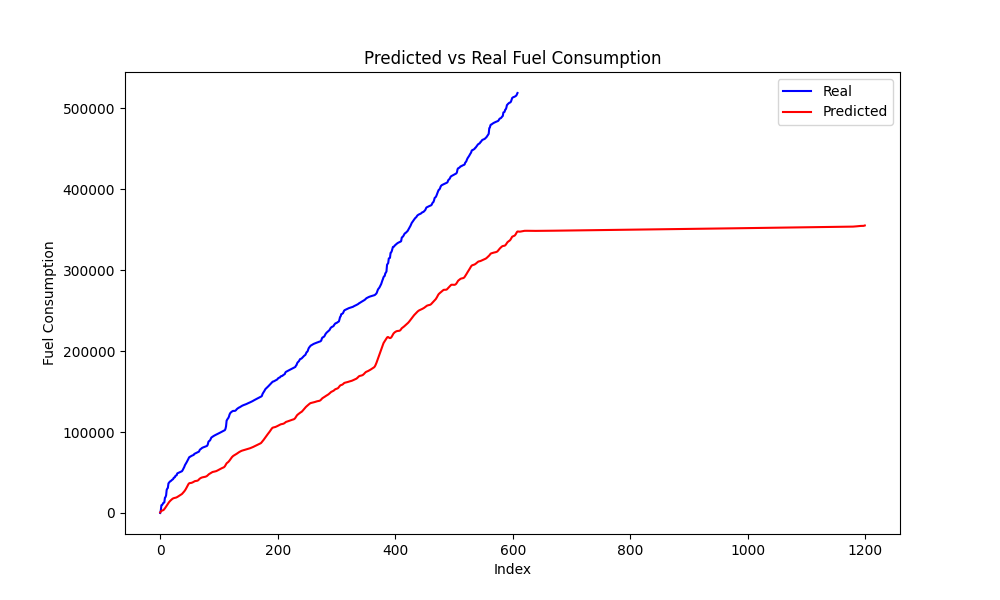 Predicted vs Real Fuel Consumption
Real
Predicted
Fuel Consumption
500000
400000
300000
200000
100000
0
0 200 400 600 800 1000 1200
Index